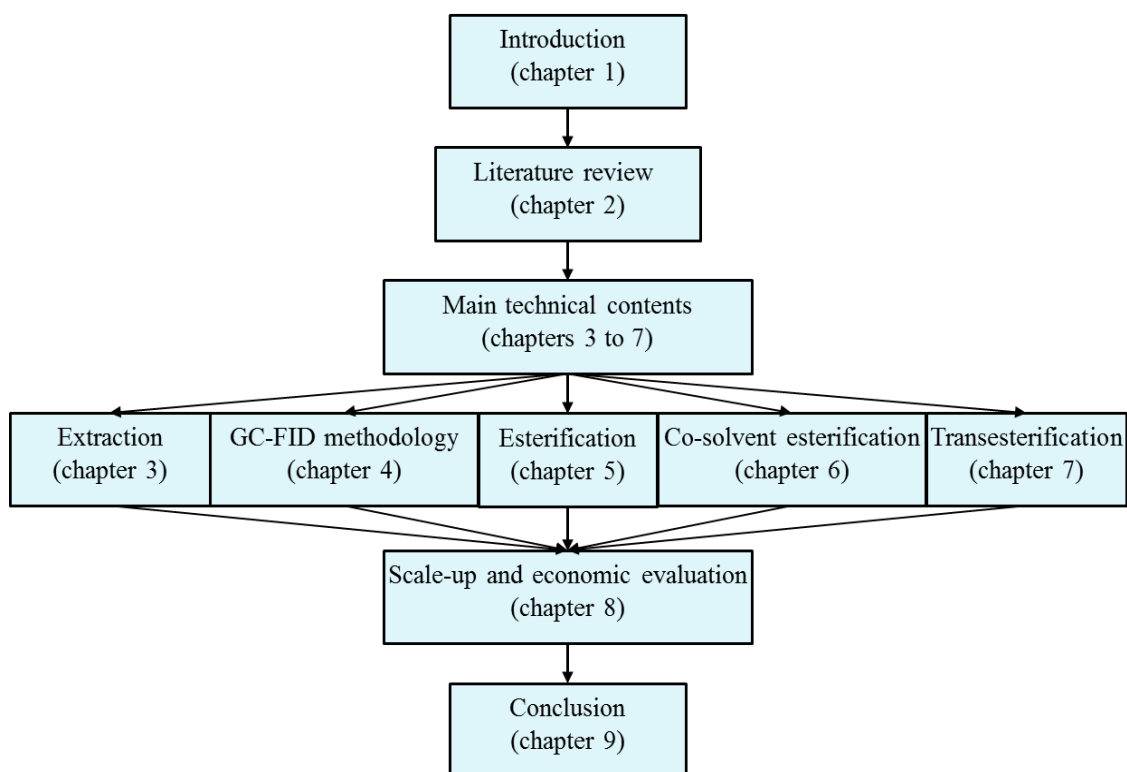 Introduction
(chapter 1)
Literature review
(chapter 2)
Main technical contents
(chapters 3 to 7)
Extraction
(chapter 3)
GC-FID methodology
(chapter 4)
Esterification
(chapter 5)
Co-solvent esterification
(chapter 6)
Transesterification
(chapter 7)
Scale-up and economic evaluation
(chapter 8)
Conclusion
(chapter 9)